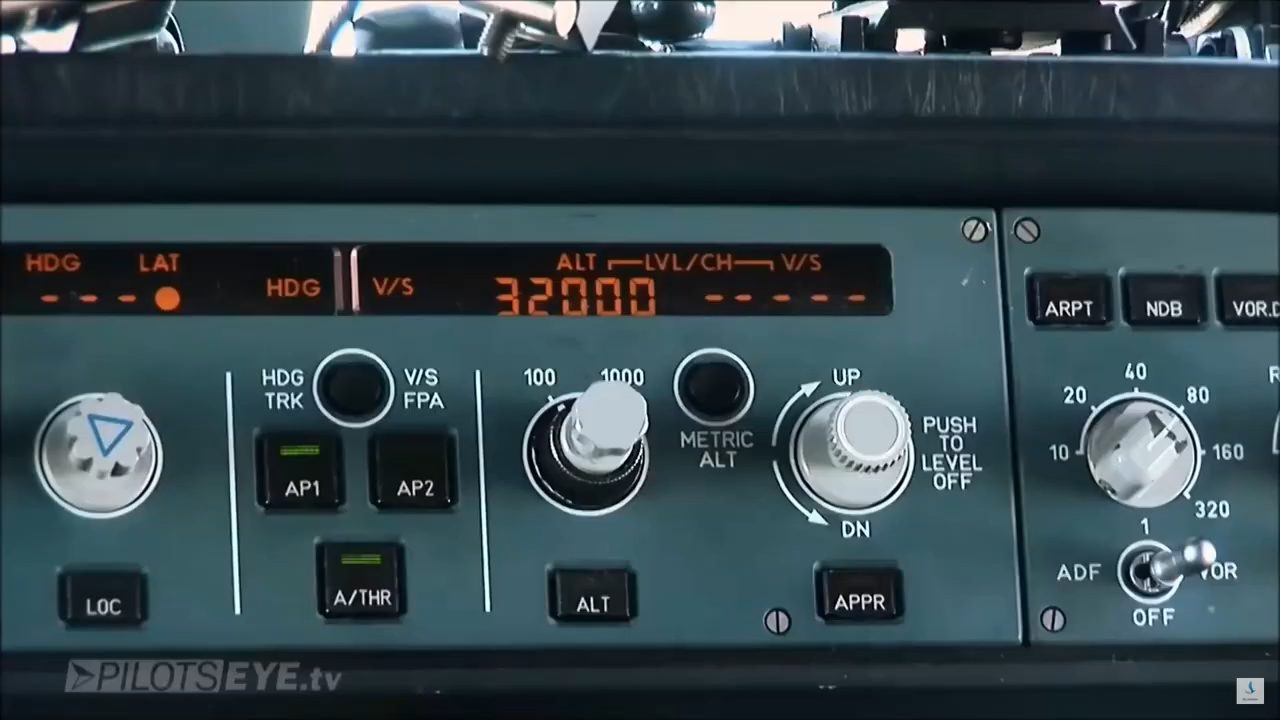 HDG LAT
- - - ● HDG
V/S
ALT LVL/CH V/S
32000 - - - - -
HDG V/S
TRK FPA
AP1 AP2
A/THR
LOC
100 1000
METRIC
ALT
ALT
UP
PUSH
TO
LEVEL
OFF
DN
APPR
ARPT NDB VOR.D
10 20 40 80 160 320
1
ADF VOR
OFF
PILOTSEYE.tv